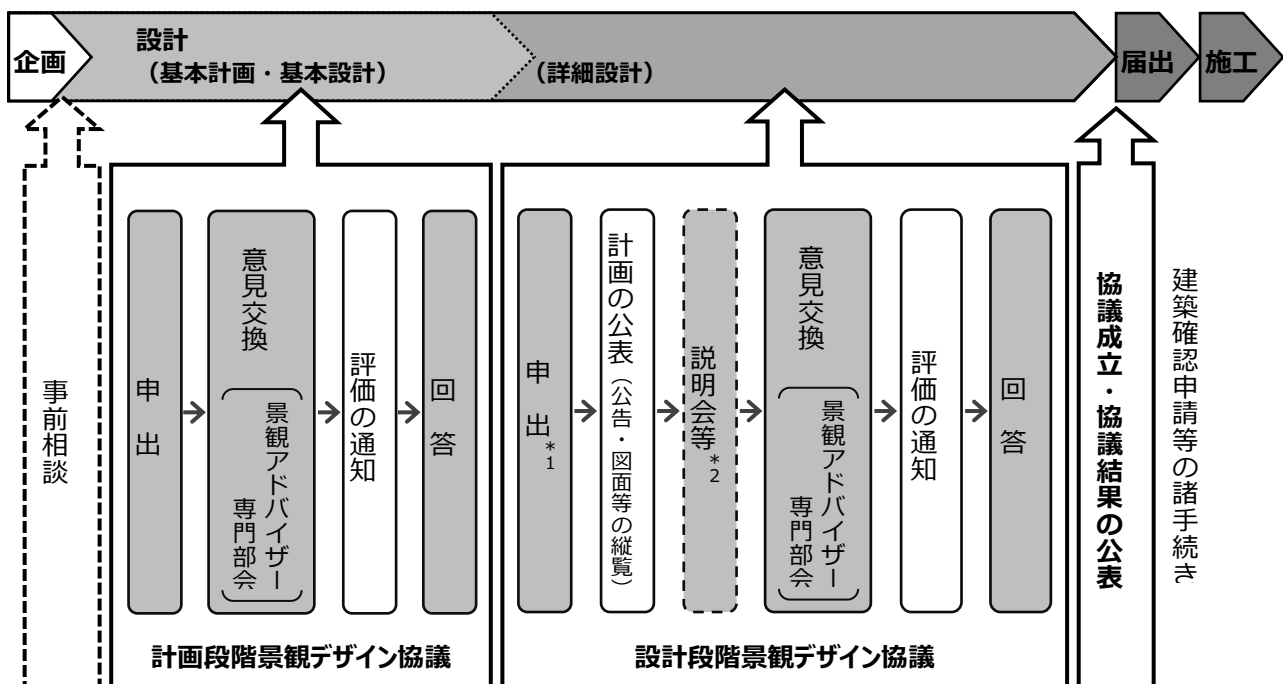 企画
設計
（基本計画・基本設計）
（詳細設計）
届出
施工
事前相談
申出
意見交換
景観アドバイザー
専門部会
評価の通知
回答
計画段階景観デザイン協議
申出*1
計画の公表（公告・図面等の縦覧）
説明会等*2
意見交換
景観アドバイザー
専門部会
評価の通知
回答
設計段階景観デザイン協議
協議成立・協議結果の公表
建築確認申請等の諸手続き